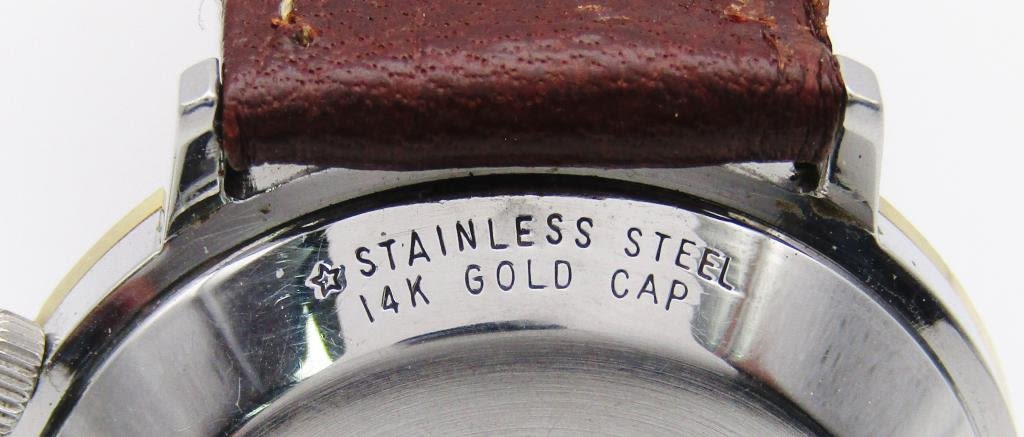 STAINLESS STEEL
14K GOLD CAP